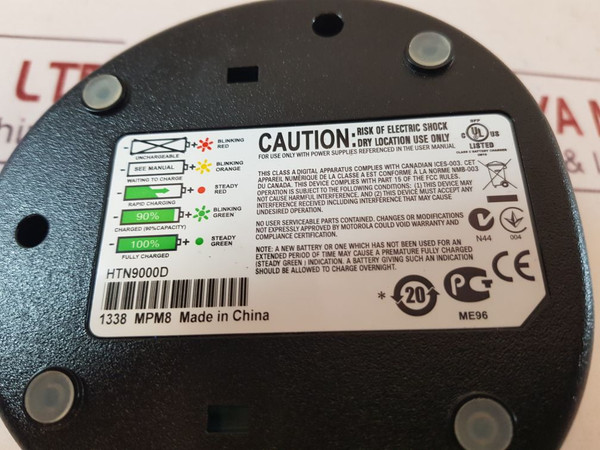 LTE
VA N
hi
&
BLINKING
RED
UNCHARGEABLE
SEE MANUAL
BLINKING
ORANGE
WAITING TO CHARGE
STEADY
RED
RAPID CHARGING
90%
BLINKING
GREEN
CHARGED (90%CAPACITY)
100%
STEADY
GREEN
FULLY CHARGED
HTN9000D
1338 MPM8 Made in China
CAUTION: RISK OF ELECTRIC SHOCK
DRY LOCATION USE ONLY
FOR USE ONLY WITH POWER SUPPLIES REFERENCED IN THE USER MANUAL
THIS CLASS A DIGITAL APPARATUS COMPLIES WITH CANADIAN ICES-003. CET
APPAREIL NUMERIQUE DE LA CLASSE A EST CONFORME À LA NORME NMB-003
DU CANADA. THIS DEVICE COMPLIES WITH PART 15 OF THE FCC RULES.
OPERATION IS SUBJECT TO THE FOLLOWING CONDITIONS: (1) THIS DEVICE MAY
NOT CAUSE HARMFUL INTERFERENCE, AND (2) THIS DEVICE MUST ACCEPT ANY
INTERFERENCE RECEIVED INCLUDING INTERFERENCE THAT MAY CAUSE
UNDESIRED OPERATION.
NO USER SERVICEABLE PARTS CONTAINED. CHANGES OR MODIFICATIONS
NOT EXPRESSLY APPROVED BY MOTOROLA COULD VOID WARRANTY AND
COMPLIANCE CERTIFICATION.
NOTE: A NEW BATTERY OR ONE WHICH HAS NOT BEEN USED FOR AN
EXTENDED PERIOD OF TIME MAY CAUSE A PREMATURE FULLY CHARGED
(STEADY GREEN) INDICATION. A BATTERY GIVING SUCH AN INDICATION
SHOULD BE ALLOWED TO CHARGE OVERNIGHT.
C UL US
LISTED
N44
004
* 20
PCT
CE
ME96